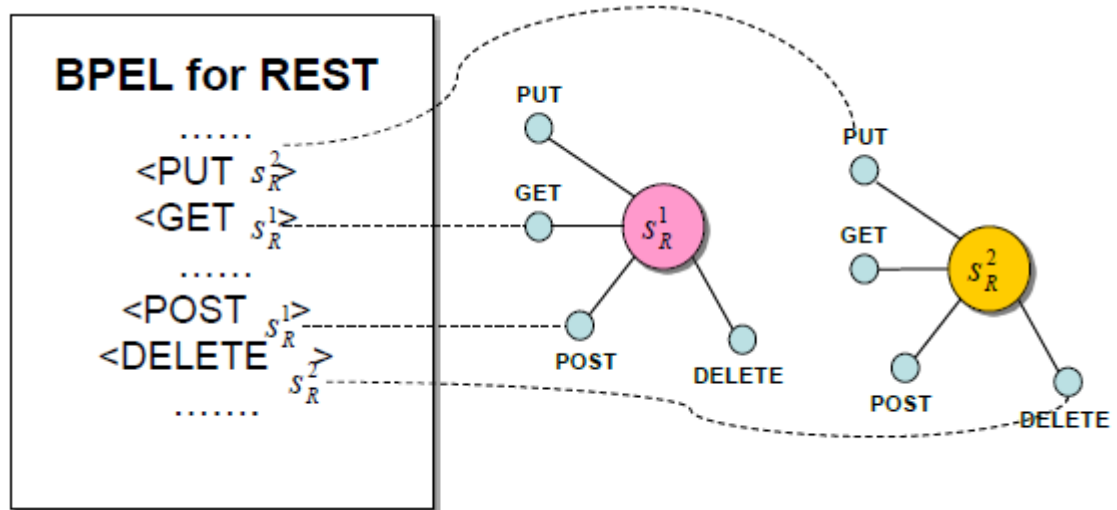 BPEL for REST
......
<PUT s_R^2>
<GET s_R^1>
......
<POST s_R^1>
<DELETE s_R^2>
.......
PUT
GET
s_R^1
POST
DELETE
PUT
GET
s_R^2
POST
DELETE